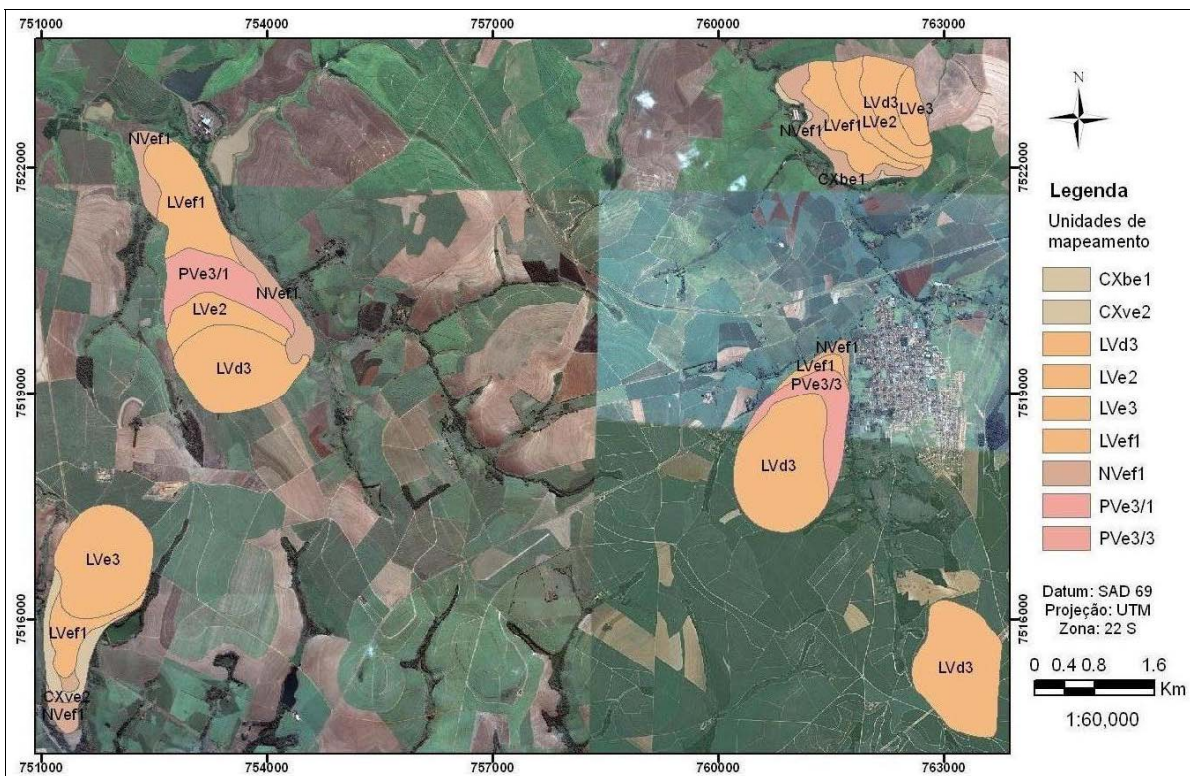 751000 754000 757000 760000 763000
7522000
7522000
7519000
7519000
7516000
7516000
NVef1
LVef1
PVe3/1
NVef1
LVe2
LVd3
LVd3
LVe3
LVef1
LVe2
NVef1
CXbe1
NVef1
LVef1
PVe3/3
LVd3
LVe3
LVef1
CXve2
NVef1
LVd3
751000 754000 757000 760000 763000
N
Legenda
Unidades de
mapeamento
CXbe1
CXve2
LVd3
LVe2
LVe3
LVef1
NVef1
PVe3/1
PVe3/3
Datum: SAD 69
Projeção: UTM
Zona: 22 S
0 0.4 0.8 1.6
Km
1:60,000